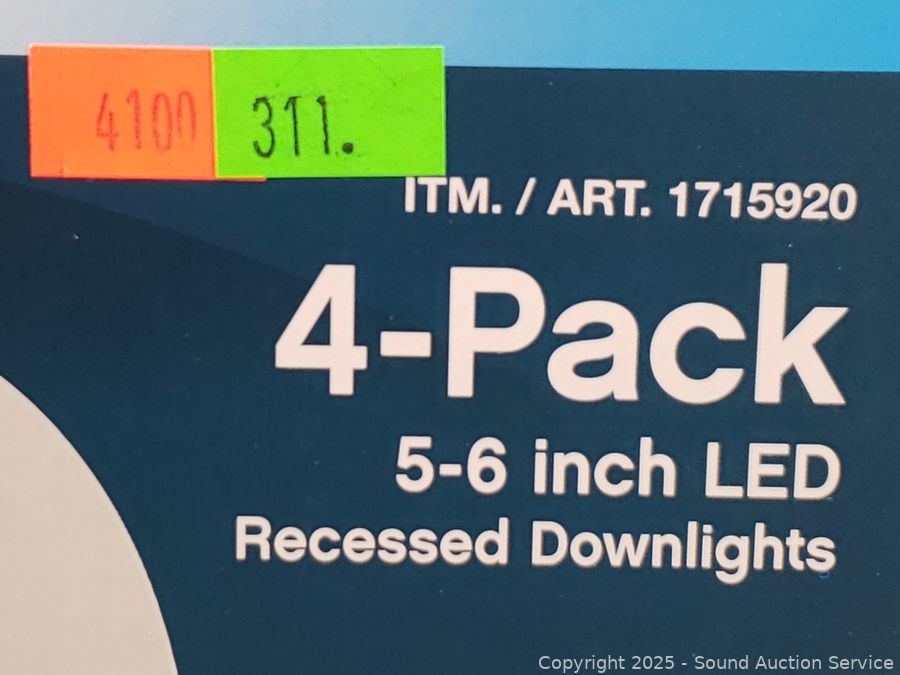 4100 311.
ITM. / ART. 1715920
4-Pack
5-6 inch LED
Recessed Downlights
Copyright 2025 - Sound Auction Service